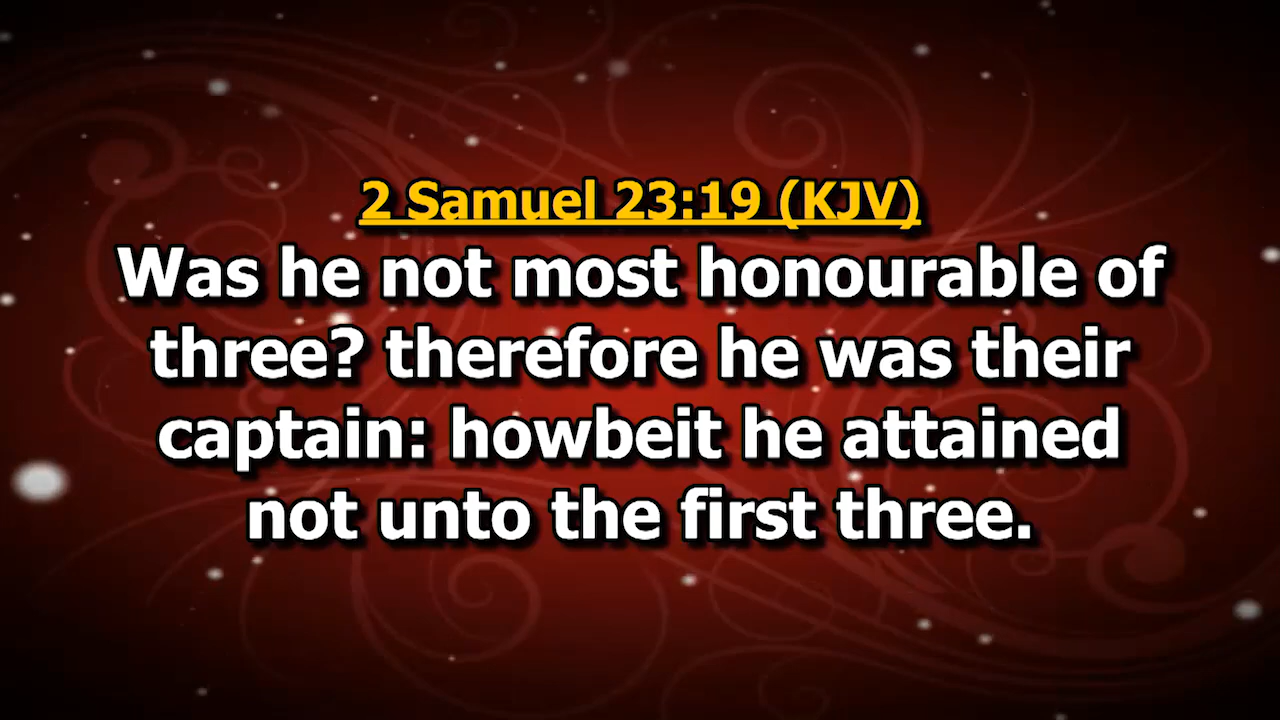 2 Samuel 23:19 (KJV)
Was he not most honourable of
three? therefore he was their
captain: howbeit he attained
not unto the first three.